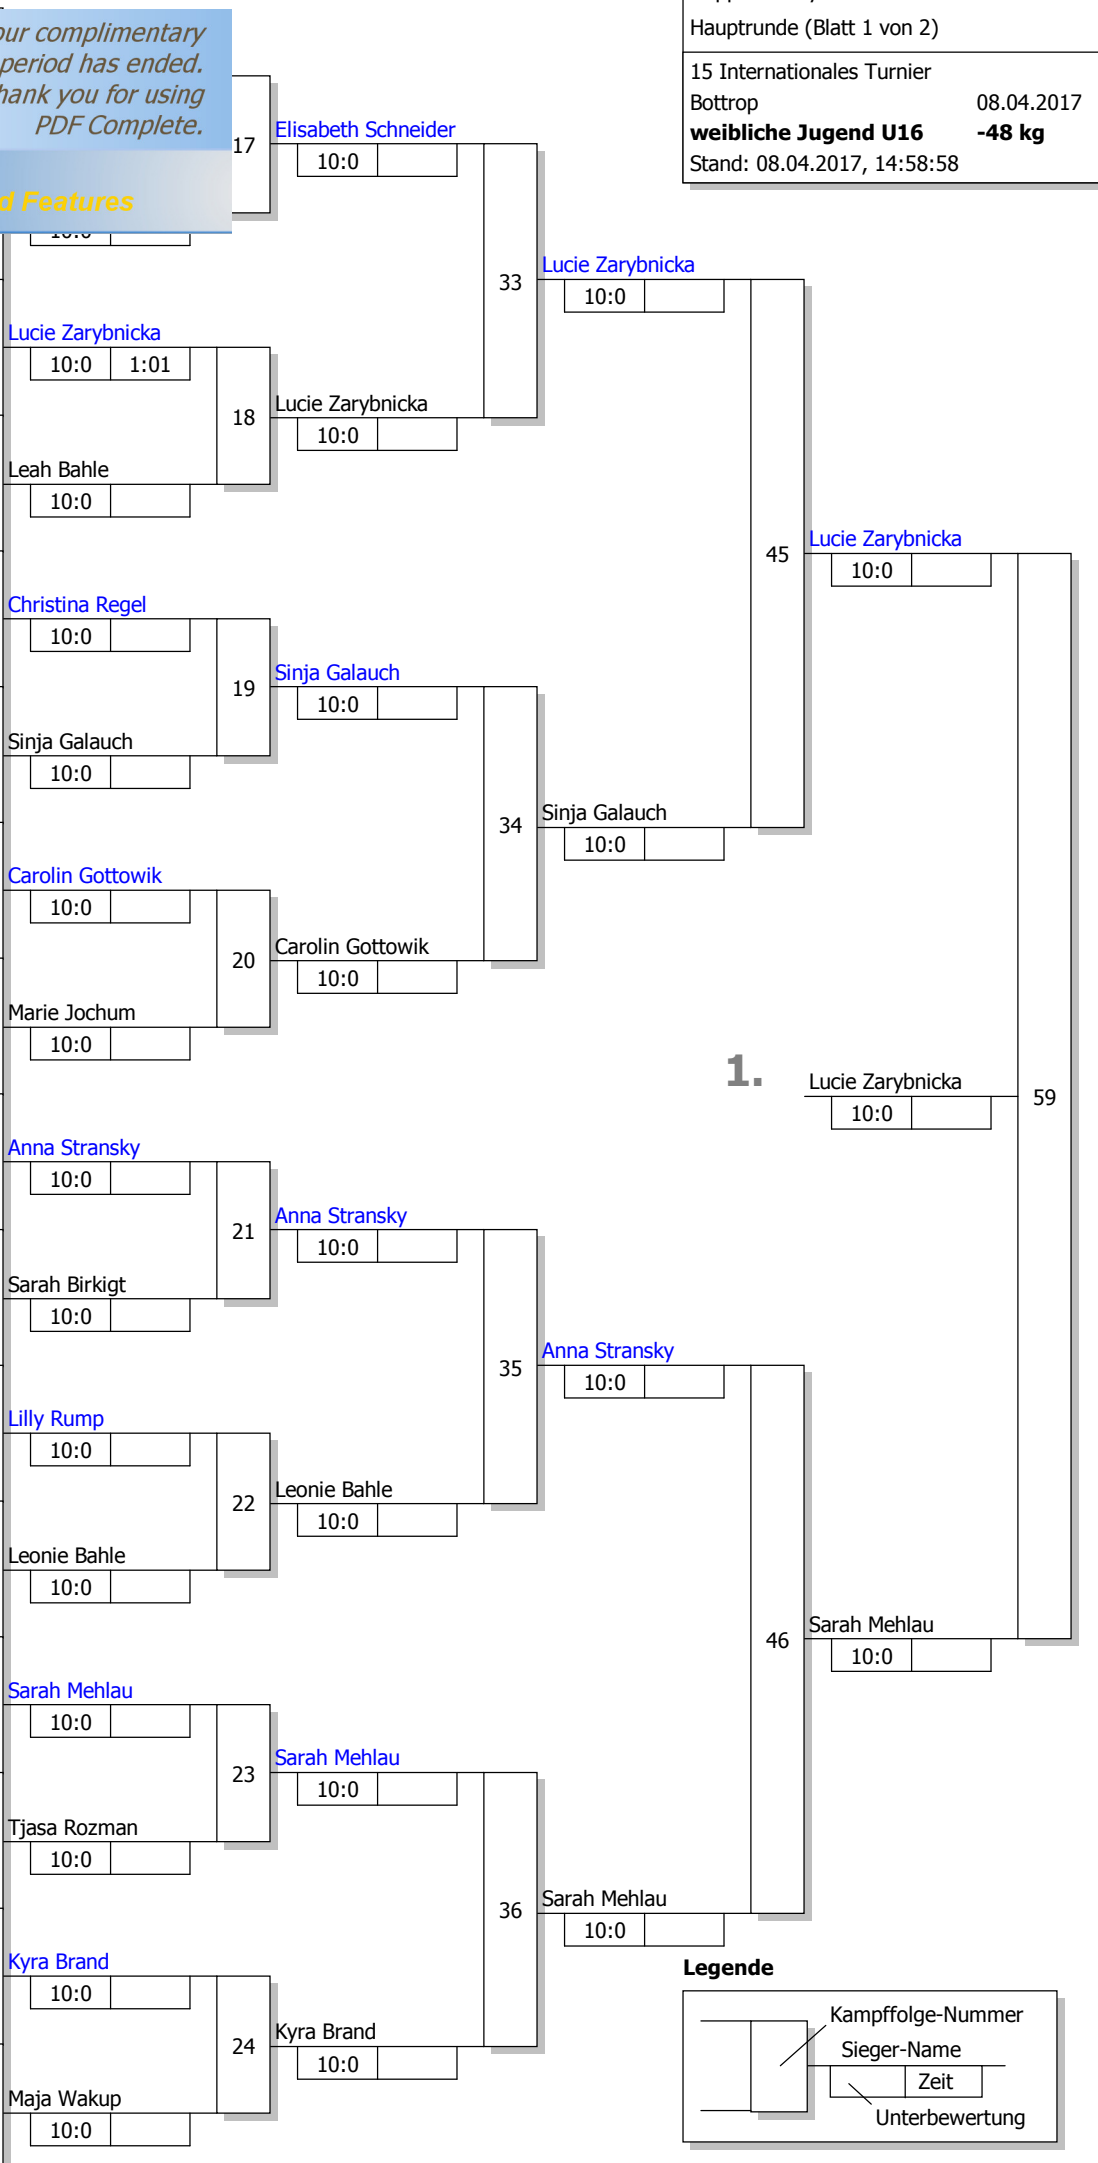 our complimentary
period has ended.
hank you for using
PDF Complete.
d Features
Hauptrunde (Blatt 1 von 2)
15 Internationales Turnier
Bottrop 08.04.2017
weibliche Jugend U16 -48 kg
Stand: 08.04.2017, 14:58:58
17
Elisabeth Schneider
10:0
10:0
33
Lucie Zarybnicka
10:0
Lucie Zarybnicka
10:0 1:01
18
Lucie Zarybnicka
10:0
Leah Bahle
10:0
45
Lucie Zarybnicka
10:0
Christina Regel
10:0
19
Sinja Galauch
10:0
Sinja Galauch
10:0
34
Sinja Galauch
10:0
Carolin Gottowik
10:0
20
Carolin Gottowik
10:0
Marie Jochum
10:0
1.
Lucie Zarybnicka
10:0
59
Anna Stransky
10:0
21
Anna Stransky
10:0
Sarah Birkigt
10:0
35
Anna Stransky
10:0
Lilly Rump
10:0
22
Leonie Bahle
10:0
Leonie Bahle
10:0
46
Sarah Mehlau
10:0
Sarah Mehlau
10:0
23
Sarah Mehlau
10:0
Tjasa Rozman
10:0
36
Sarah Mehlau
10:0
Kyra Brand
10:0
24
Kyra Brand
10:0
Maja Wakup
10:0
Legende
Kampffolge-Nummer
Sieger-Name
Zeit
Unterbewertung